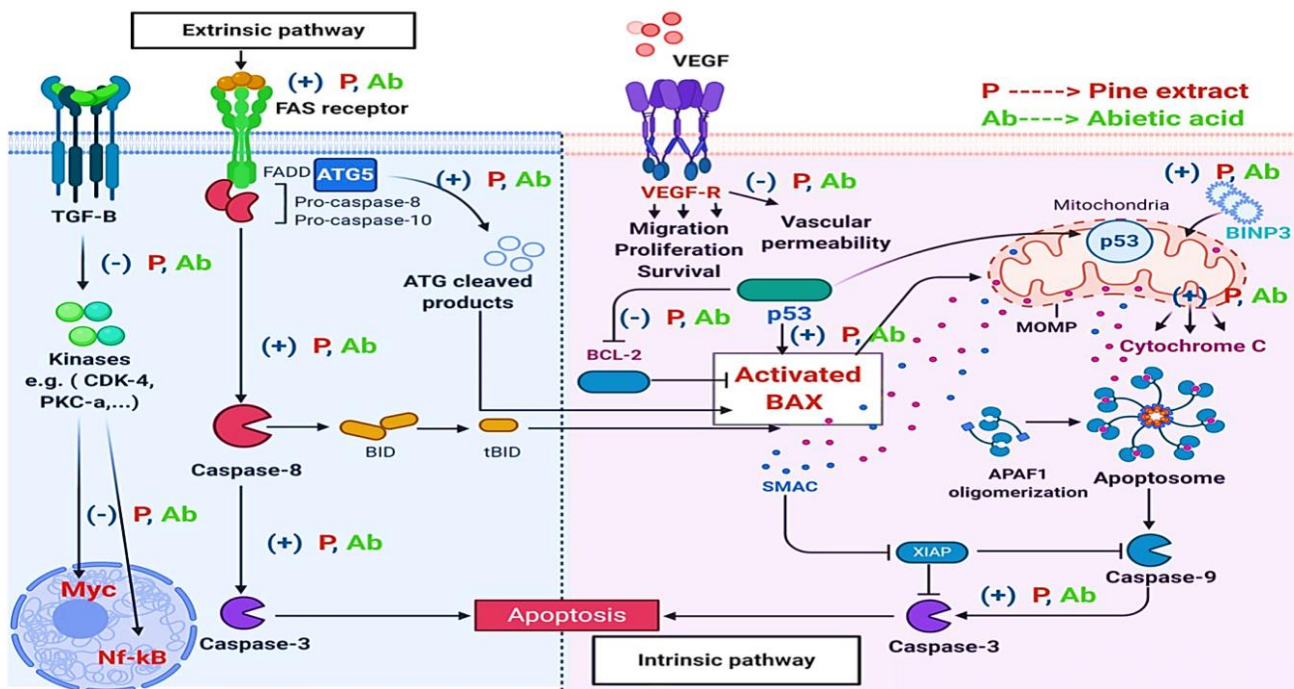 Extrinsic pathway
(+) P, Ab
FAS receptor
TGF-B
(-) P, Ab
Kinases
e.g. ( CDK-4,
PKC-a,...)
(-) P, Ab
Myc
Nf-kB
FADD
ATG5
Pro-caspase-8
Pro-caspase-10
(+) P, Ab
ATG cleaved
products
(+) P, Ab
Caspase-8
BID
tBID
(+) P, Ab
Caspase-3
Apoptosis
VEGF
VEGF-R
(-) P, Ab
Migration
Proliferation
Survival
Vascular
permeability
P -----> Pine extract
Ab----> Abietic acid
(+) P, Ab
Mitochondria
BINP3
p53
MOMP
(+) P, Ab
Cytochrome C
p53
(-) P, Ab
BCL-2
(+) P, Ab
Activated
BAX
SMAC
APAF1
oligomerization
Apoptosome
XIAP
Caspase-9
(+) P, Ab
Caspase-3
Intrinsic pathway